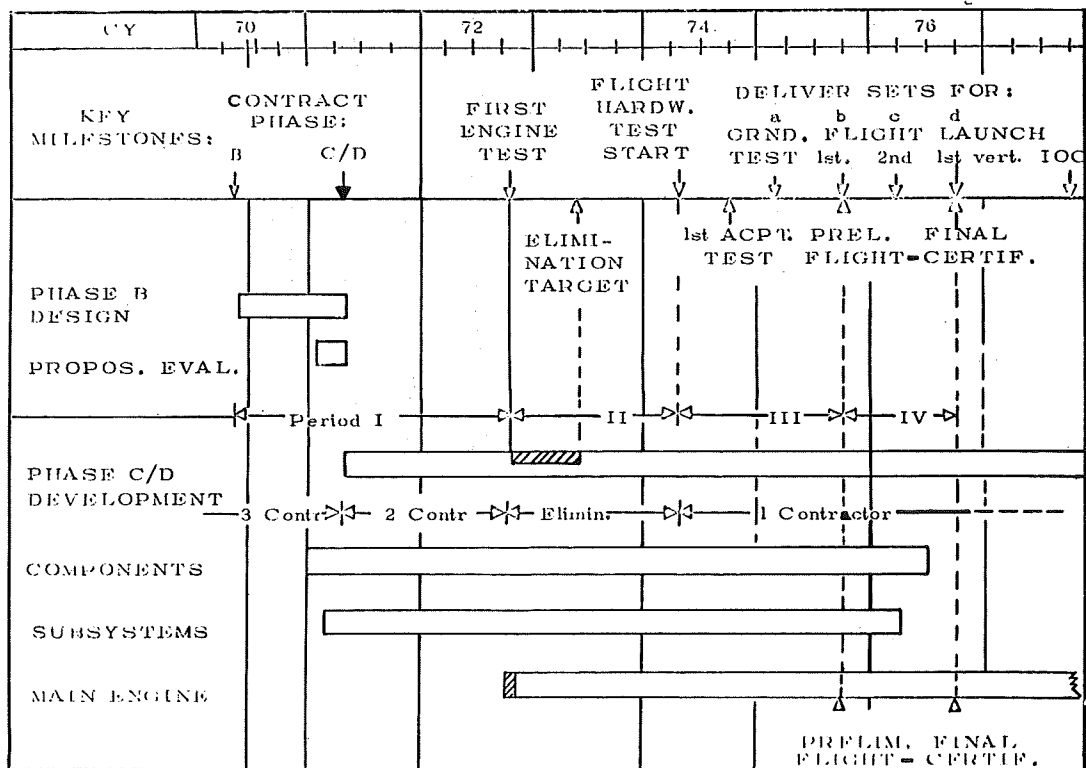 CY 70 72 74 76
KEY
MILESTONES:
CONTRACT
PHASE:
B C/D
FIRST
ENGINE
TEST
FLIGHT
HARDW.
TEST
START
DELIVER SETS FOR:
a b c d
GRND. FLIGHT LAUNCH
TEST 1st. 2nd 1st vert. IOC
ELIMI-
NATION
TARGET
1st ACPT. PREL. FINAL
TEST FLIGHT=CERTIF.
PHASE B
DESIGN
PROPOS. EVAL.
Period I II III IV
PHASE C/D
DEVELOPMENT
3 Contr 2 Contr Elimin. 1 Contractor
COMPONENTS
SUBSYSTEMS
MAIN ENGINE
PRELIM. FINAL
FLIGHT= CERTIF.